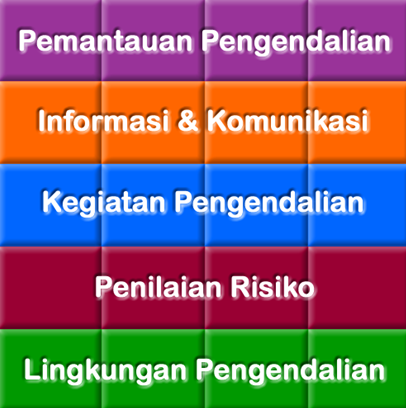 Pemantauan Pengendalian
Informasi & Komunikasi
Kegiatan Pengendalian
Penilaian Risiko
Lingkungan Pengendalian